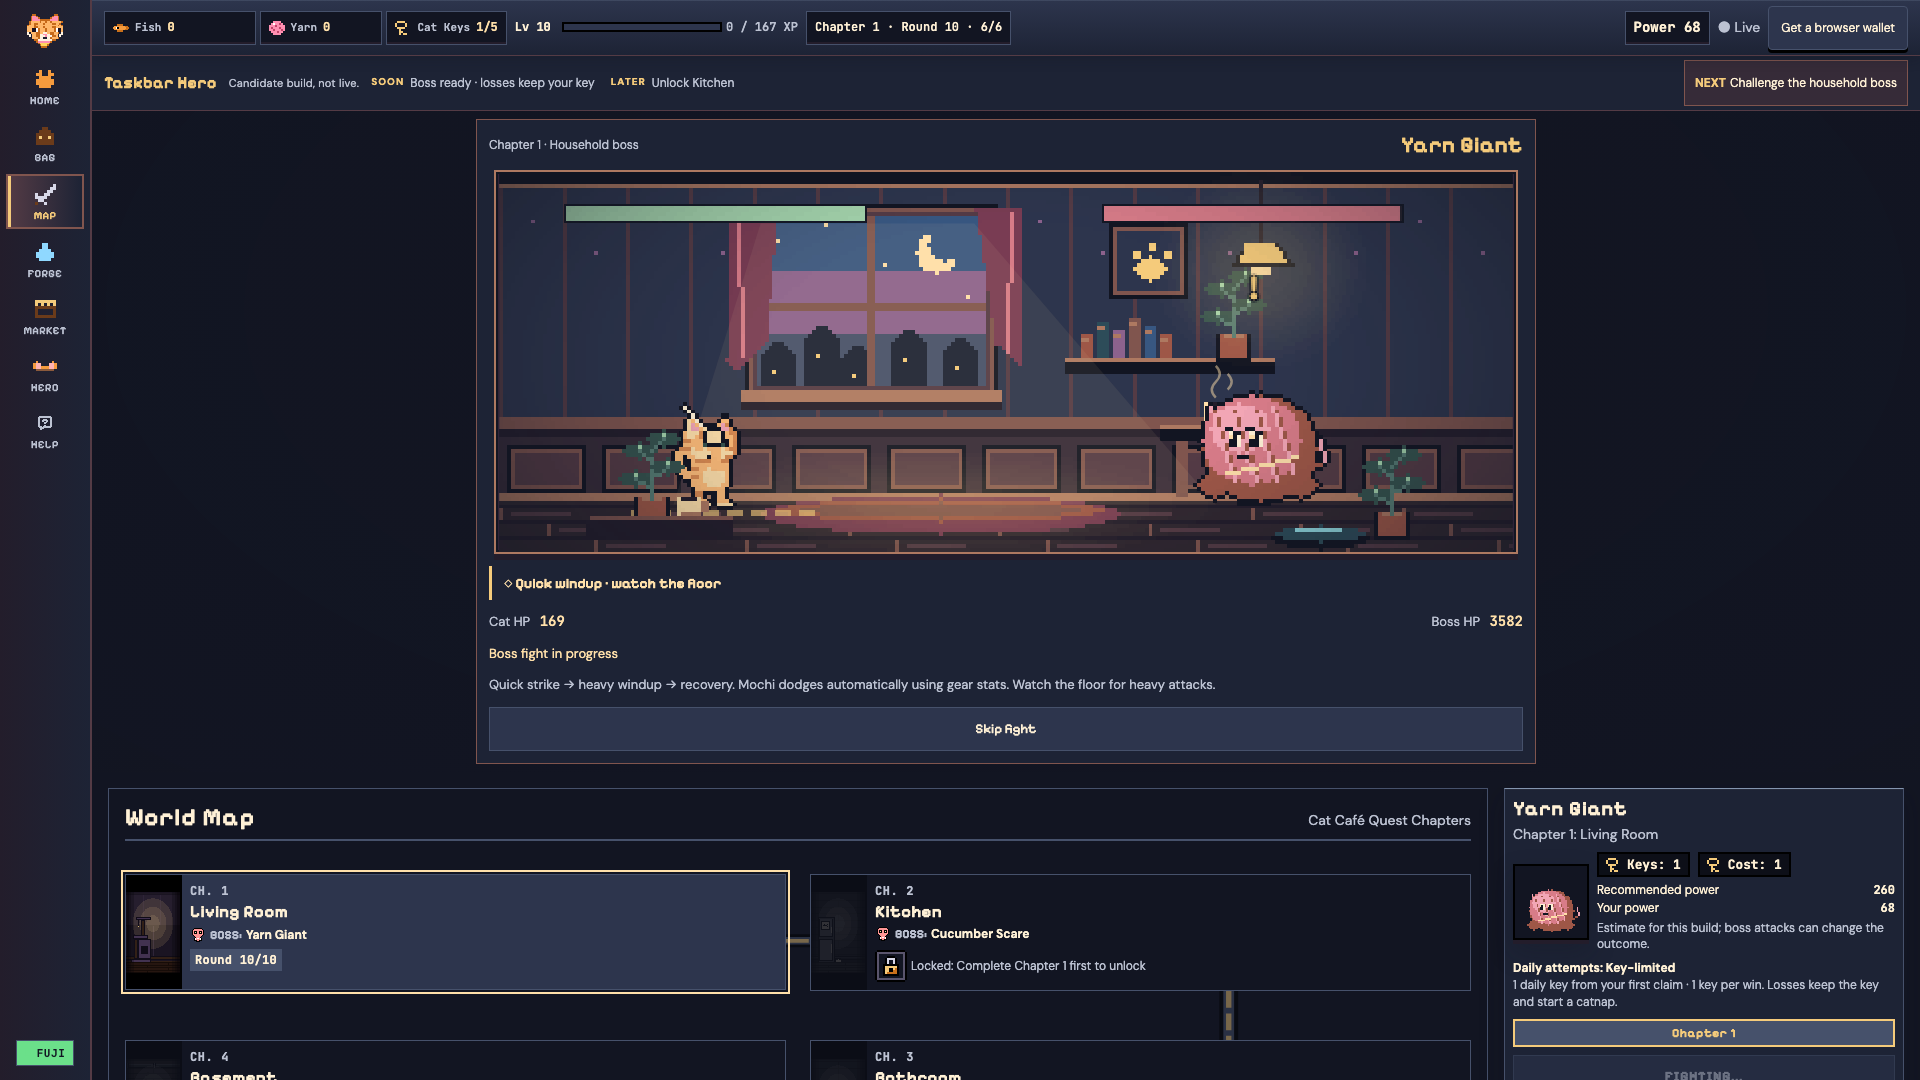 Fish 0
Yarn 0
Cat Keys 1/5
Lv 10
0 / 167 XP
Chapter 1 · Round 10 · 6/6
Power 68
Live
Get a browser wallet
HOME
BAG
MAP
FORGE
MARKET
HERO
HELP
FUJI
Taskbar Hero
Candidate build, not live.
SOON Boss ready · losses keep your key
LATER Unlock Kitchen
NEXT Challenge the household boss
Chapter 1 · Household boss
Yarn Giant
◇ Quick windup · watch the floor
Cat HP 169
Boss HP 3582
Boss fight in progress
Quick strike → heavy windup → recovery. Mochi dodges automatically using gear stats. Watch the floor for heavy attacks.
Skip fight
World Map
Cat Café Quest Chapters
CH. 1
Living Room
BOSS: Yarn Giant
Round 10/10
CH. 2
Kitchen
BOSS: Cucumber Scare
Locked: Complete Chapter 1 first to unlock
CH. 4
Basement
CH. 3
Bathroom
Yarn Giant
Chapter 1: Living Room
Keys: 1
Cost: 1
Recommended power 260
Your power 68
Estimate for this build; boss attacks can change the
outcome.
Daily attempts: Key-limited
1 daily key from your first claim · 1 key per win. Losses keep the key
and start a catnap.
Chapter 1
FIGHTING...